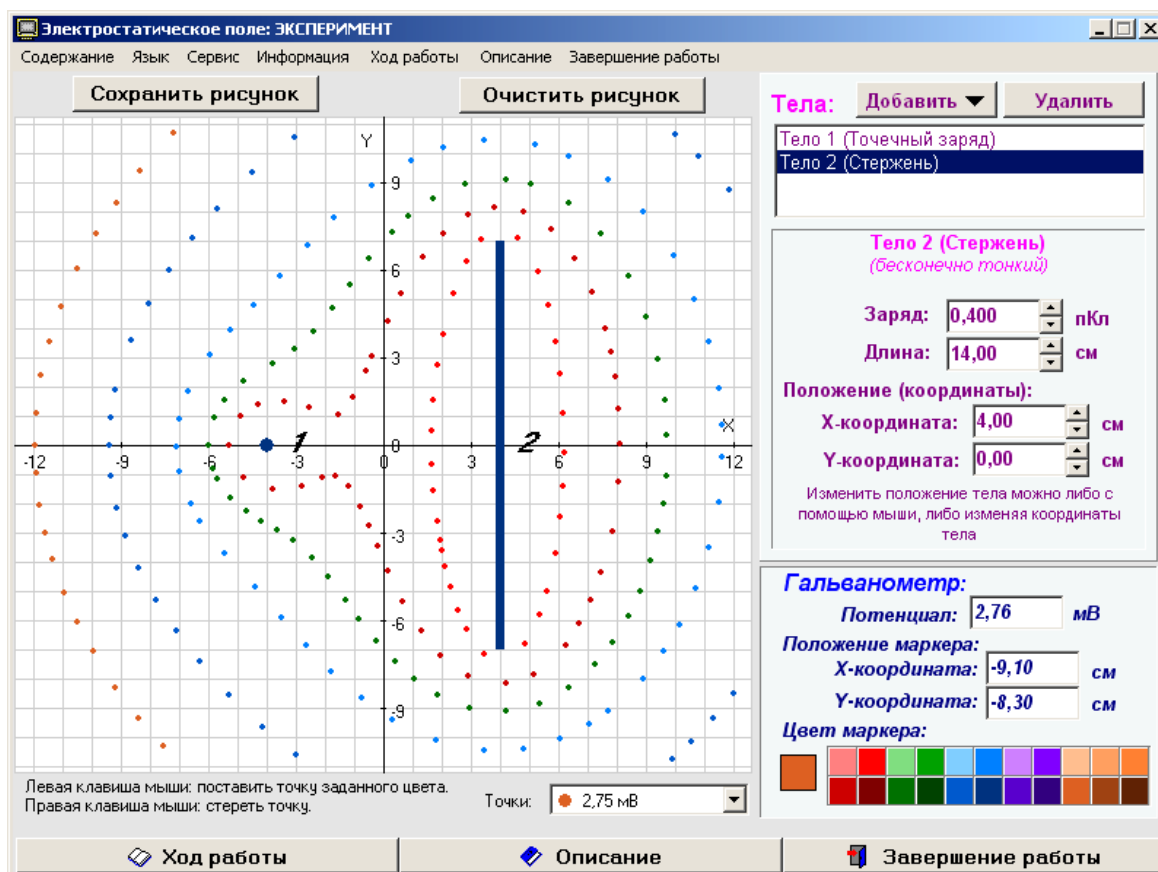 Электростатическое поле: ЭКСПЕРИМЕНТ
Содержание Язык Сервис Информация Ход работы Описание Завершение работы
Сохранить рисунок Очистить рисунок
Тела: Добавить Удалить
Тело 1 (Точечный заряд)
Тело 2 (Стержень)
Y
9
6
3
0
-3
-6
-9
X
-12 -9 -6 -3 0 3 6 9 12
1 2
Тело 2 (Стержень)
(бесконечно тонкий)
Заряд: 0,400 пКл
Длина: 14,00 см
Положение (координаты):
X-координата: 4,00 см
Y-координата: 0,00 см
Изменить положение тела можно либо с
помощью мыши, либо изменяя координаты
тела
Гальванометр:
Потенциал: 2,76 мВ
Положение маркера:
X-координата: -9,10 см
Y-координата: -8,30 см
Цвет маркера:
Левая клавиша мыши: поставить точку заданного цвета.
Правая клавиша мыши: стереть точку.
Точки: 2,75 мВ
Ход работы Описание Завершение работы